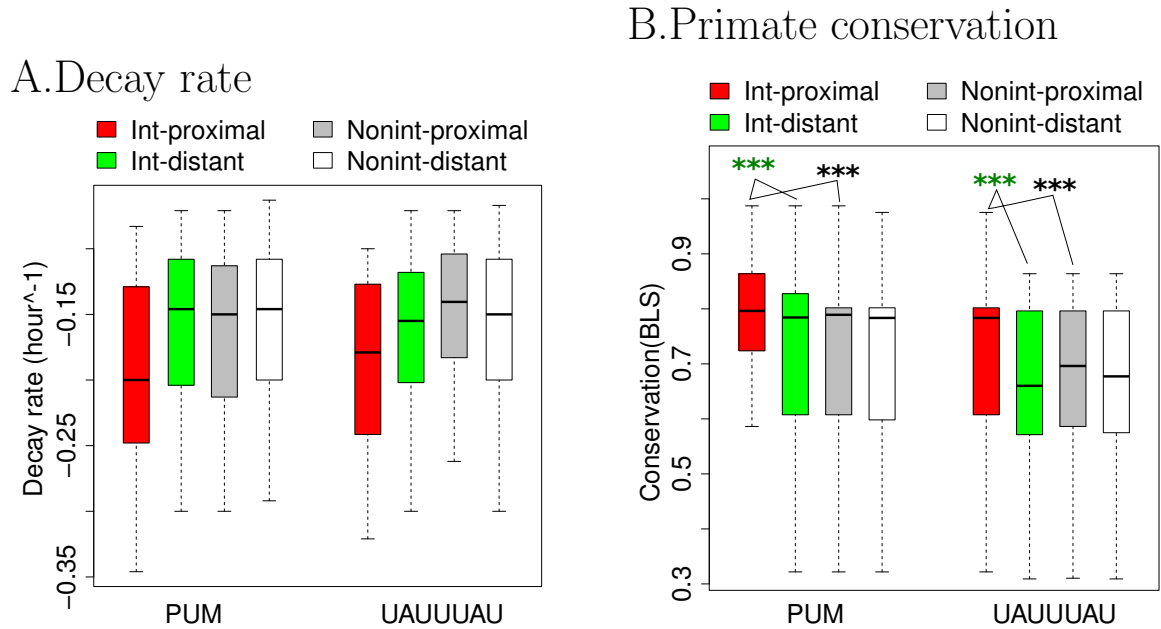 A.Decay rate
Int-proximal
Nonint-proximal
Int-distant
Nonint-distant
Decay rate (hour^-1)
−0.15
−0.25
−0.35
PUM
UAUUUAU
B.Primate conservation
Int-proximal
Nonint-proximal
Int-distant
Nonint-distant
***
***
***
***
Conservation(BLS)
0.9
0.7
0.5
0.3
PUM
UAUUUAU